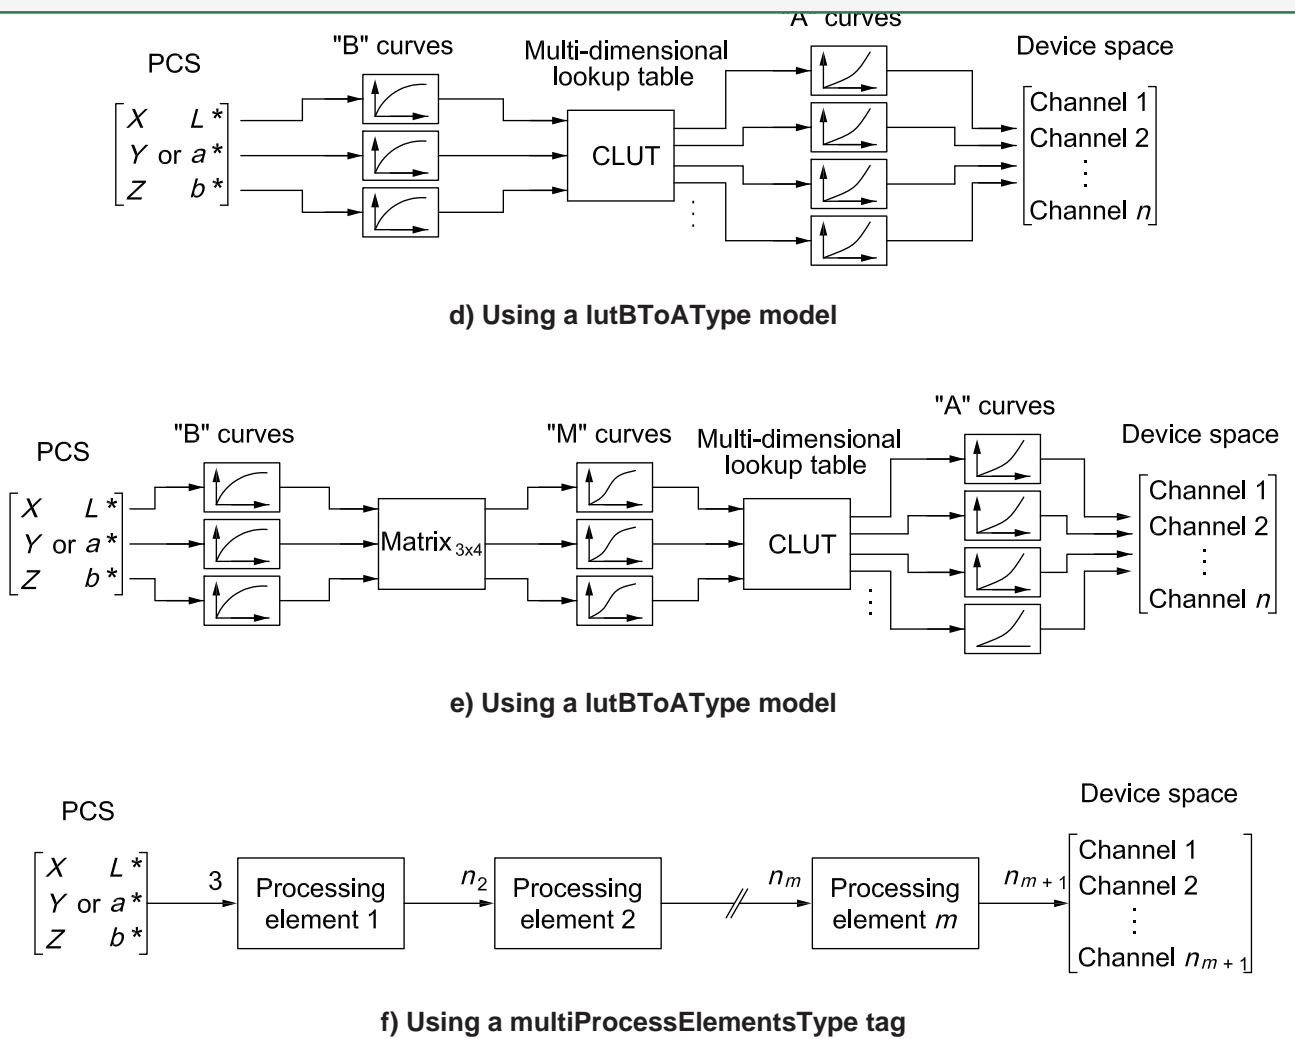 "A" curves
"B" curves
Multi-dimensional
lookup table
Device space
PCS
X L*
Y or a*
Z b*
CLUT
Channel 1
Channel 2
Channel n
d) Using a lutBToAType model
"A" curves
"B" curves
"M" curves
Multi-dimensional
lookup table
Device space
PCS
X L*
Y or a*
Z b*
Matrix 3x4
CLUT
Channel 1
Channel 2
Channel n
e) Using a lutBToAType model
Device space
PCS
X L*
Y or a*
Z b*
3
Processing
element 1
n2
Processing
element 2
nm
Processing
element m
nm + 1
Channel 1
Channel 2
Channel nm + 1
f) Using a multiProcessElementsType tag